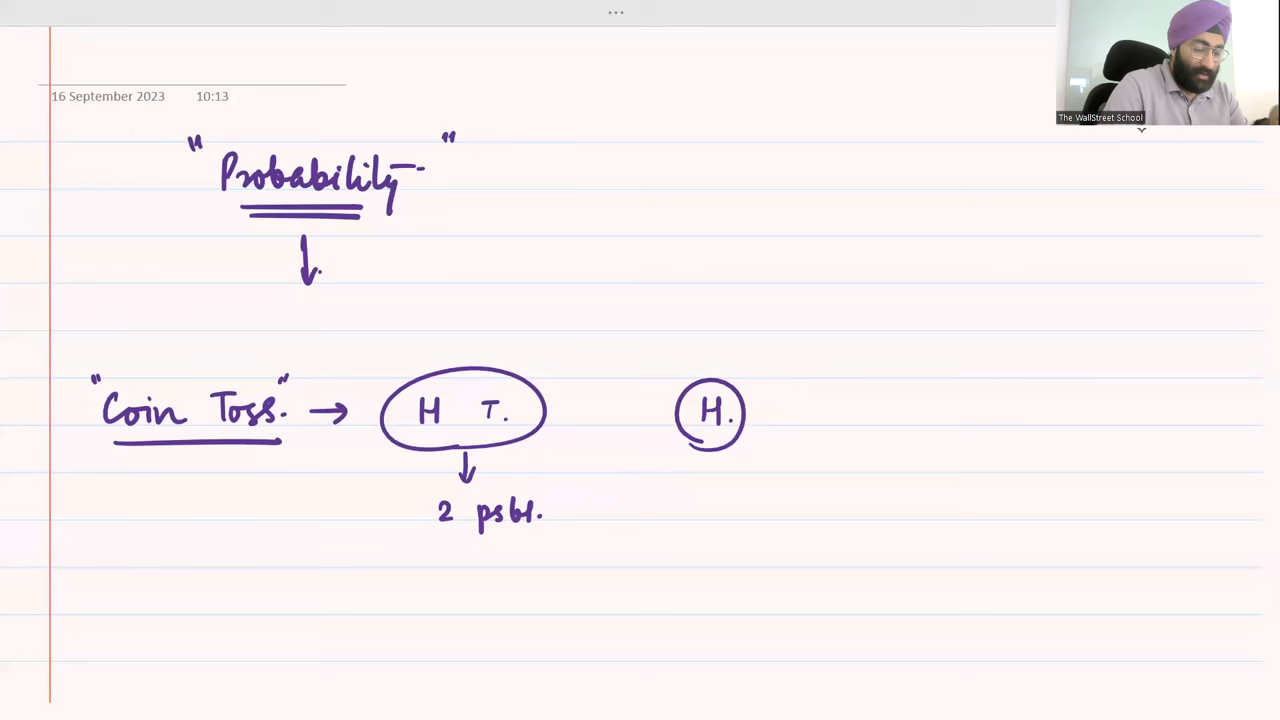 16 September 2023 10:13
The WallStreet School
"Probability"
"Coin Toss." → H T. H.
2 psbl.